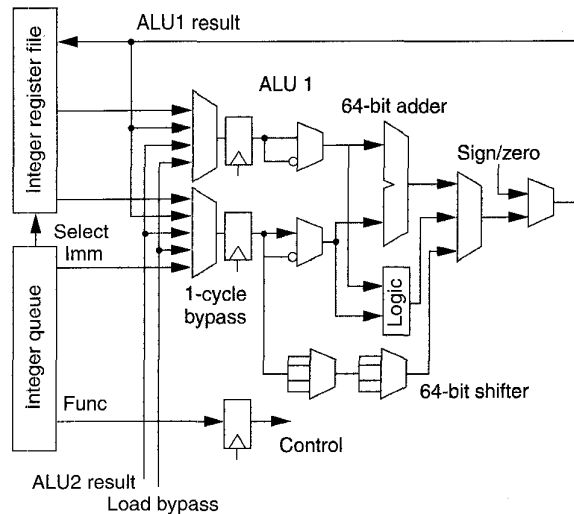 ALU1 result
Integer register file
ALU 1
64-bit adder
Sign/zero
Select
Imm
1-cycle
bypass
Logic
Integer queue
64-bit shifter
Func
Control
ALU2 result
Load bypass